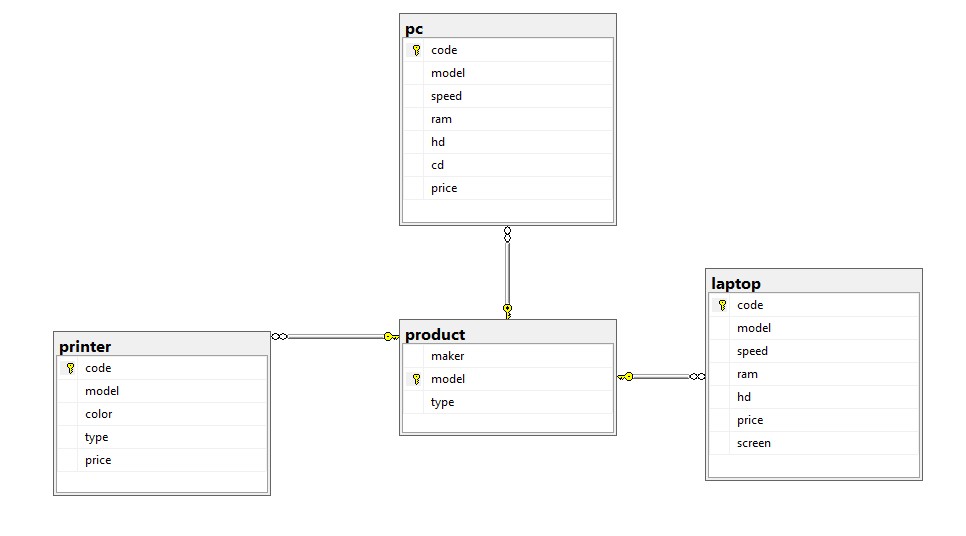 pc
code
model
speed
ram
hd
cd
price
printer
code
model
color
type
price
product
maker
model
type
laptop
code
model
speed
ram
hd
price
screen